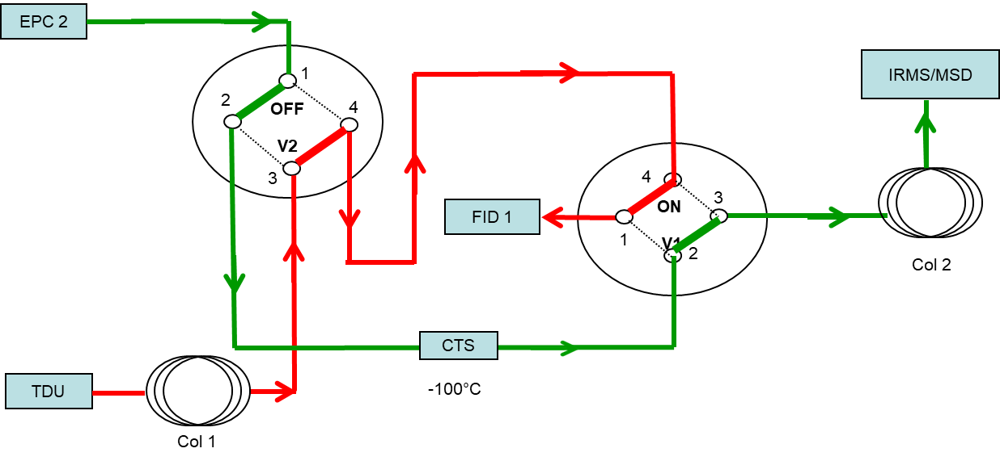 EPC 2
1
2
OFF
4
V2
3
IRMS/MSD
4
3
FID 1
ON
1
V1
2
Col 2
CTS
TDU
-100°C
Col 1